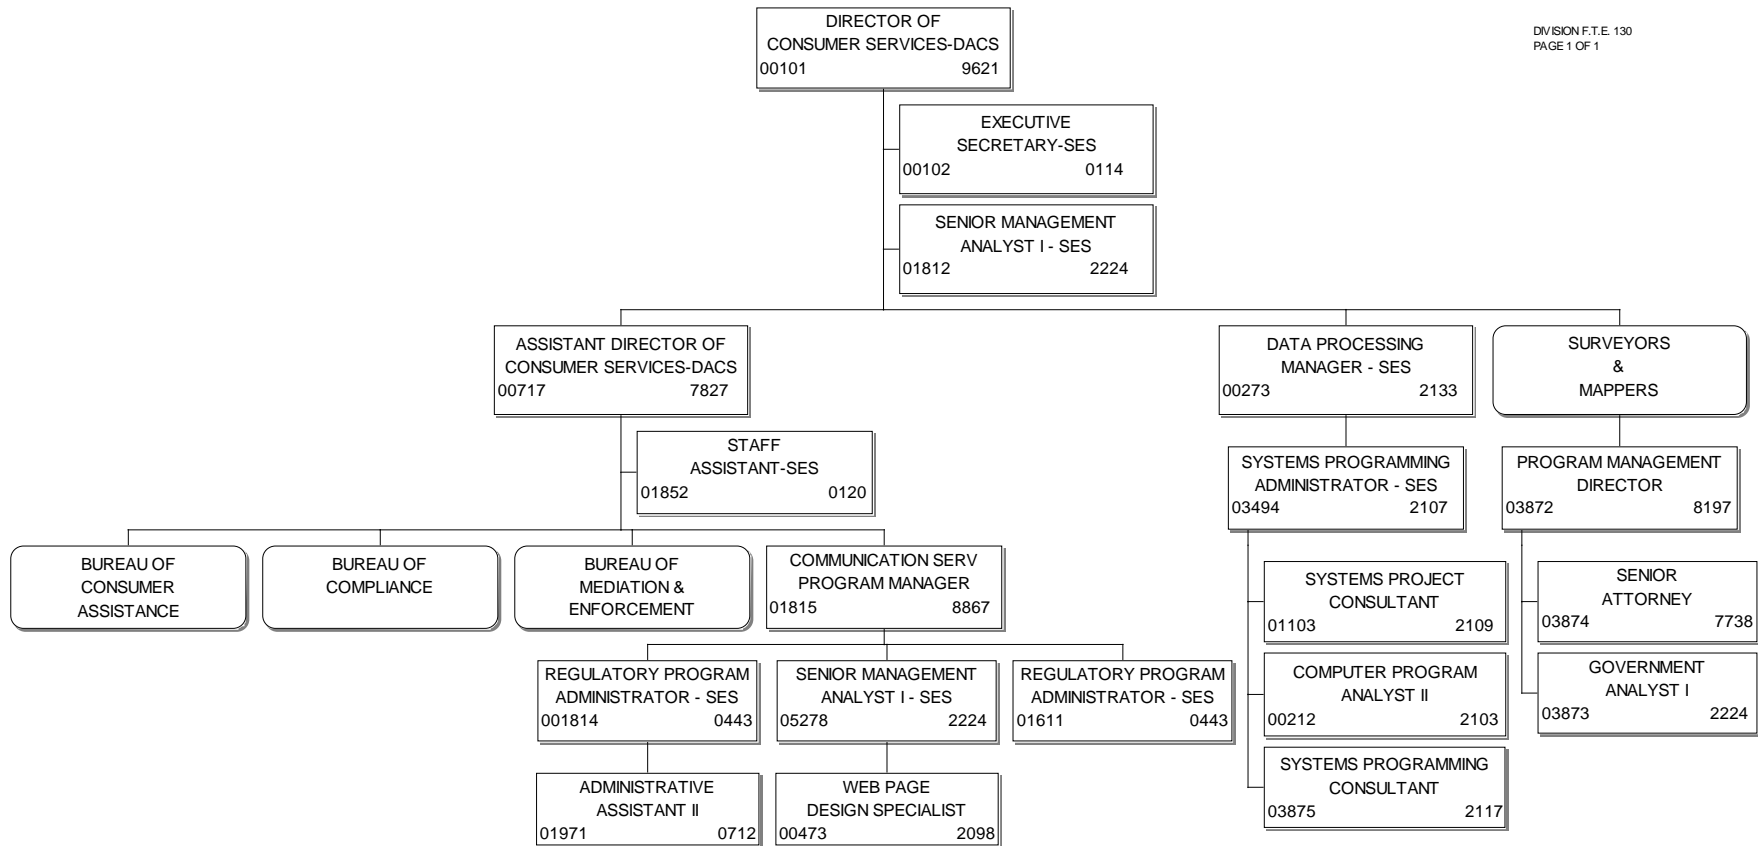 DIRECTOR OF
CONSUMER SERVICES-DACS
00101 9621
DIVISION F.T.E. 130
PAGE 1 OF 1
EXECUTIVE
SECRETARY-SES
00102 0114
SENIOR MANAGEMENT
ANALYST I - SES
01812 2224
ASSISTANT DIRECTOR OF
CONSUMER SERVICES-DACS
00717 7827
DATA PROCESSING
MANAGER - SES
00273 2133
SURVEYORS
&
MAPPERS
STAFF
ASSISTANT-SES
01852 0120
SYSTEMS PROGRAMMING
ADMINISTRATOR - SES
03494 2107
PROGRAM MANAGEMENT
DIRECTOR
03872 8197
BUREAU OF
CONSUMER
ASSISTANCE
BUREAU OF
COMPLIANCE
BUREAU OF
MEDIATION &
ENFORCEMENT
COMMUNICATION SERV
PROGRAM MANAGER
01815 8867
SYSTEMS PROJECT
CONSULTANT
01103 2109
SENIOR
ATTORNEY
03874 7738
REGULATORY PROGRAM
ADMINISTRATOR - SES
001814 0443
SENIOR MANAGEMENT
ANALYST I - SES
05278 2224
REGULATORY PROGRAM
ADMINISTRATOR - SES
01611 0443
COMPUTER PROGRAM
ANALYST II
00212 2103
GOVERNMENT
ANALYST I
03873 2224
ADMINISTRATIVE
ASSISTANT II
01971 0712
WEB PAGE
DESIGN SPECIALIST
00473 2098
SYSTEMS PROGRAMMING
CONSULTANT
03875 2117